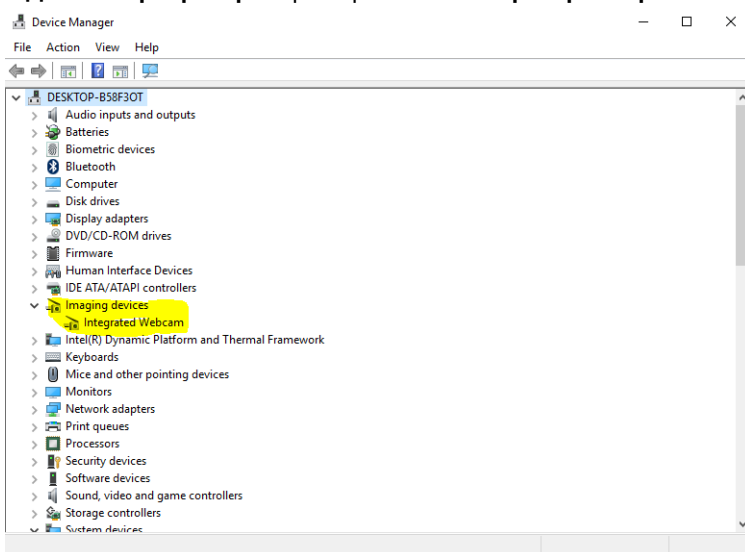 Device Manager
File Action View Help
DESKTOP-B58F3OT
Audio inputs and outputs
Batteries
Biometric devices
Bluetooth
Computer
Disk drives
Display adapters
DVD/CD-ROM drives
Firmware
Human Interface Devices
IDE ATA/ATAPI controllers
Imaging devices
Integrated Webcam
Intel(R) Dynamic Platform and Thermal Framework
Keyboards
Mice and other pointing devices
Monitors
Network adapters
Print queues
Processors
Security devices
Software devices
Sound, video and game controllers
Storage controllers
System devices